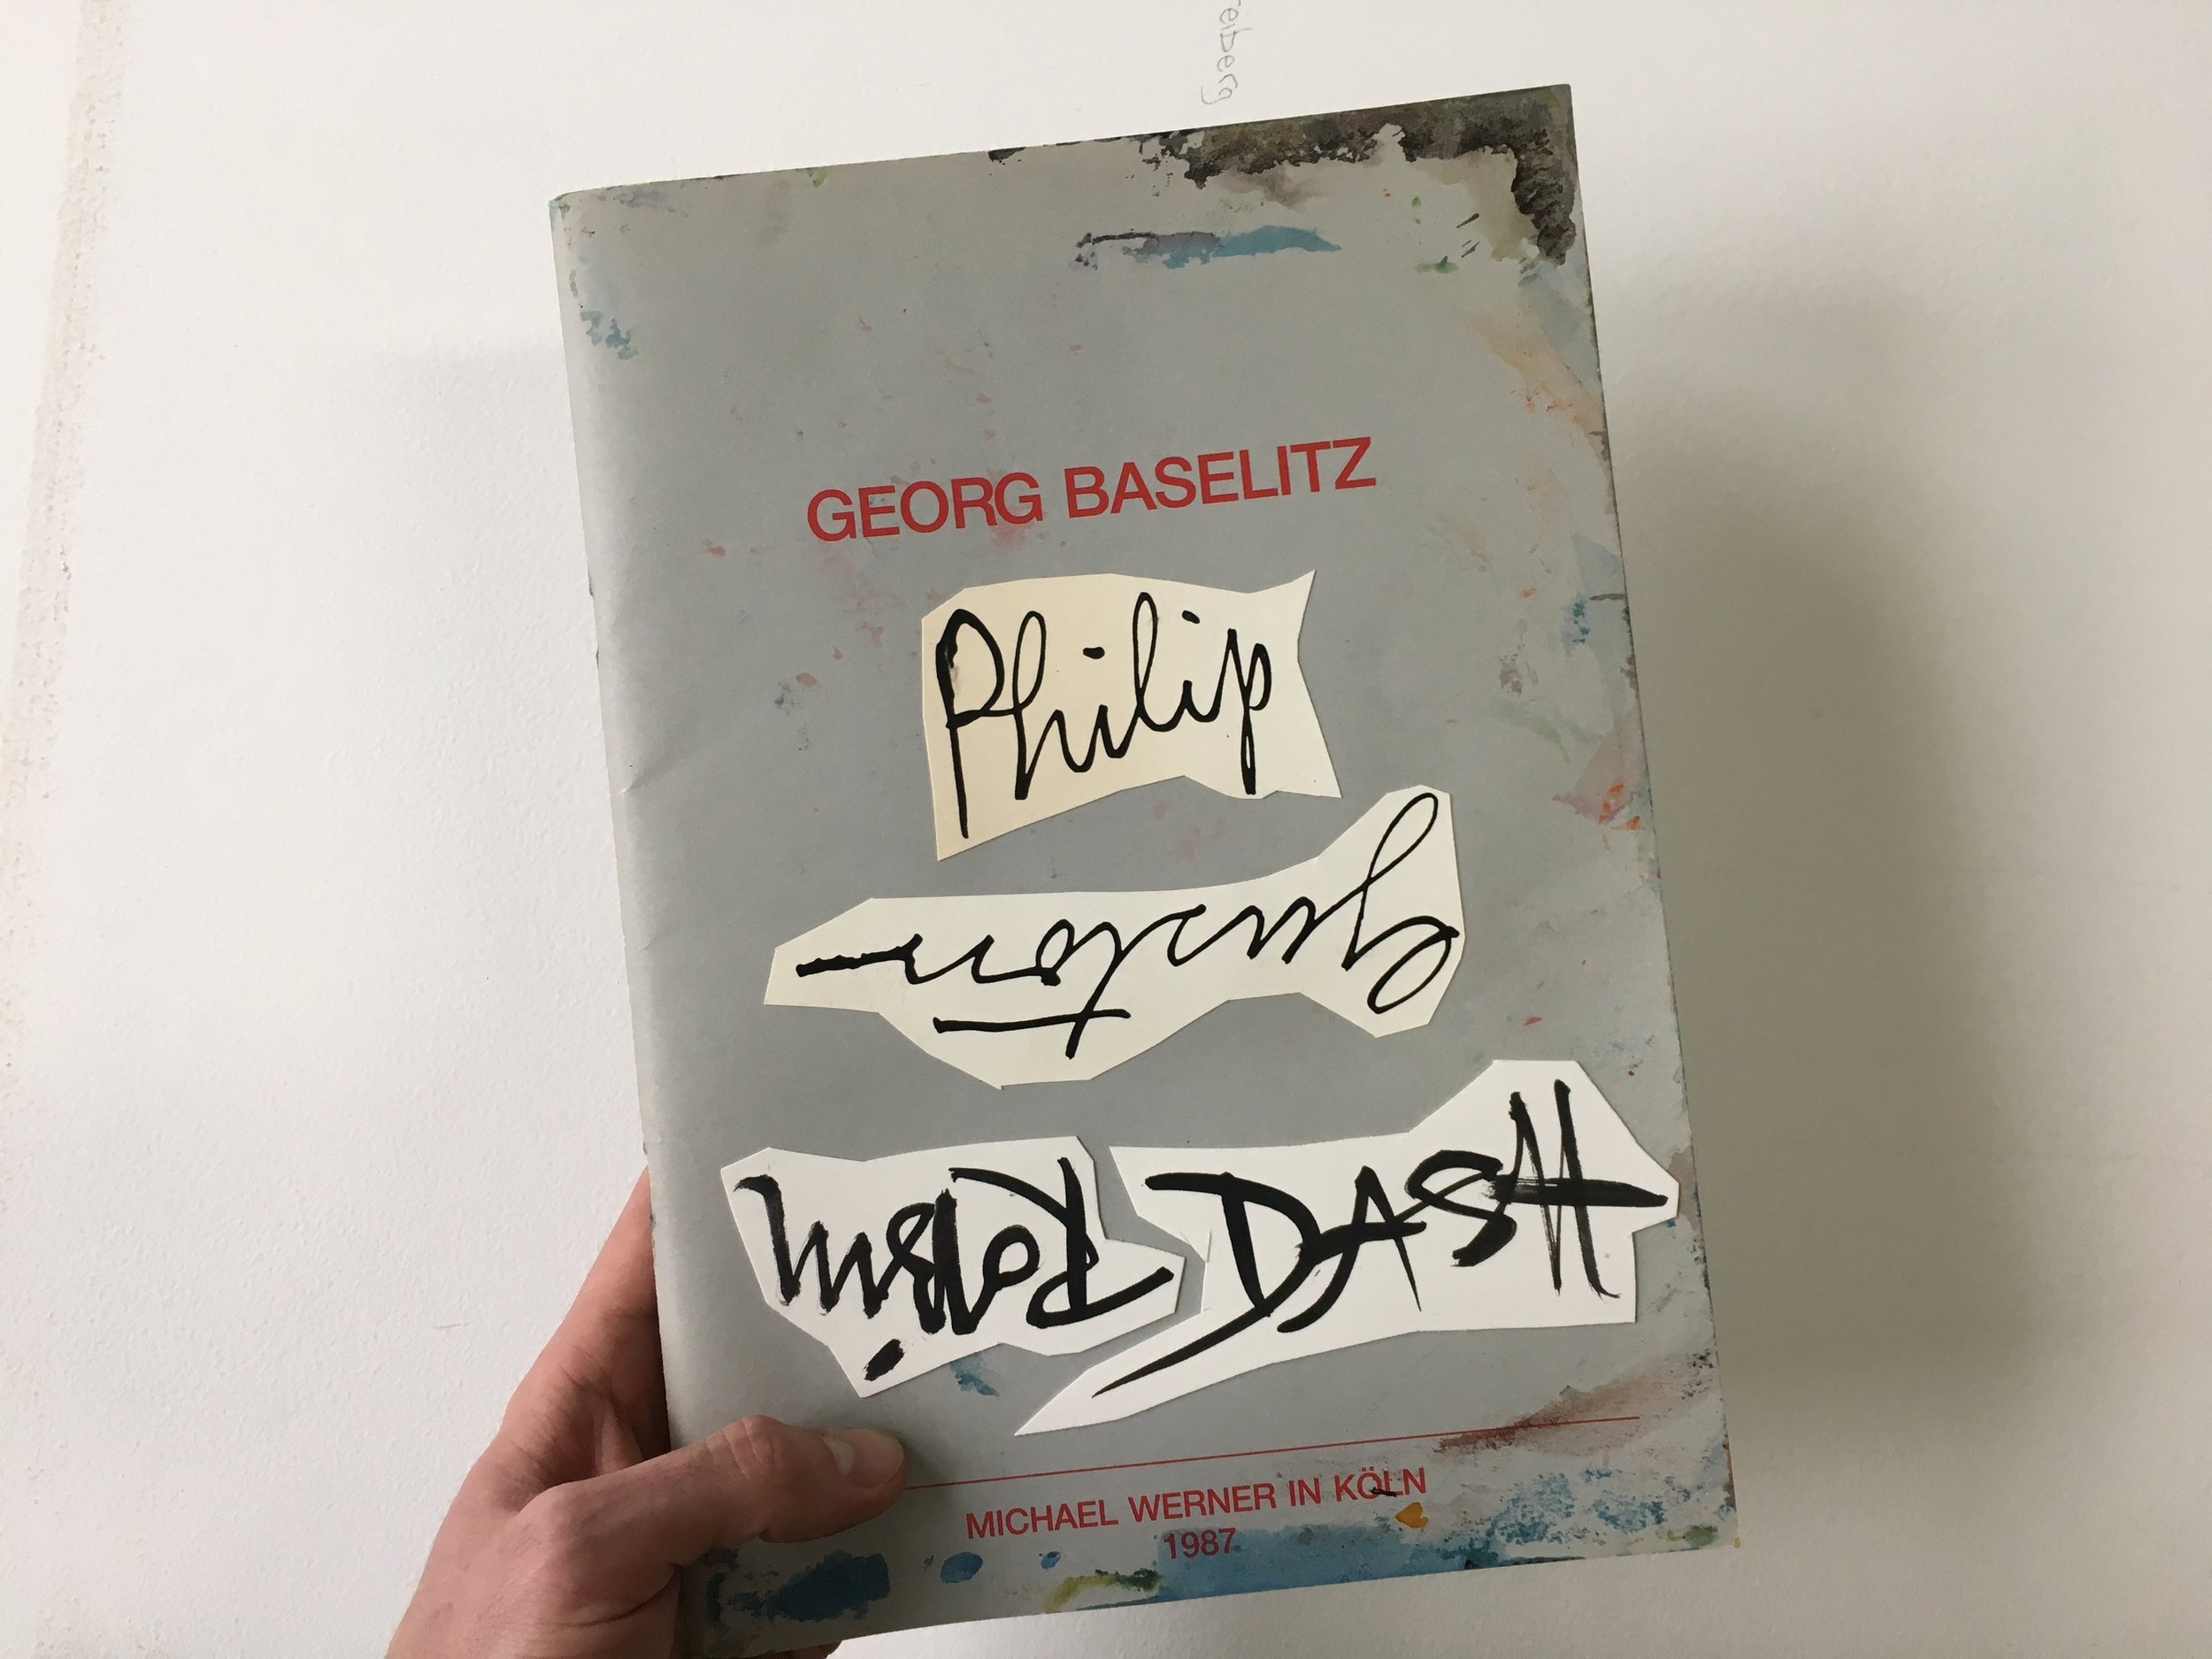 GEORG BASELITZ
Philip
Guston
Robin DASH
MICHAEL WERNER IN KÖLN
1987